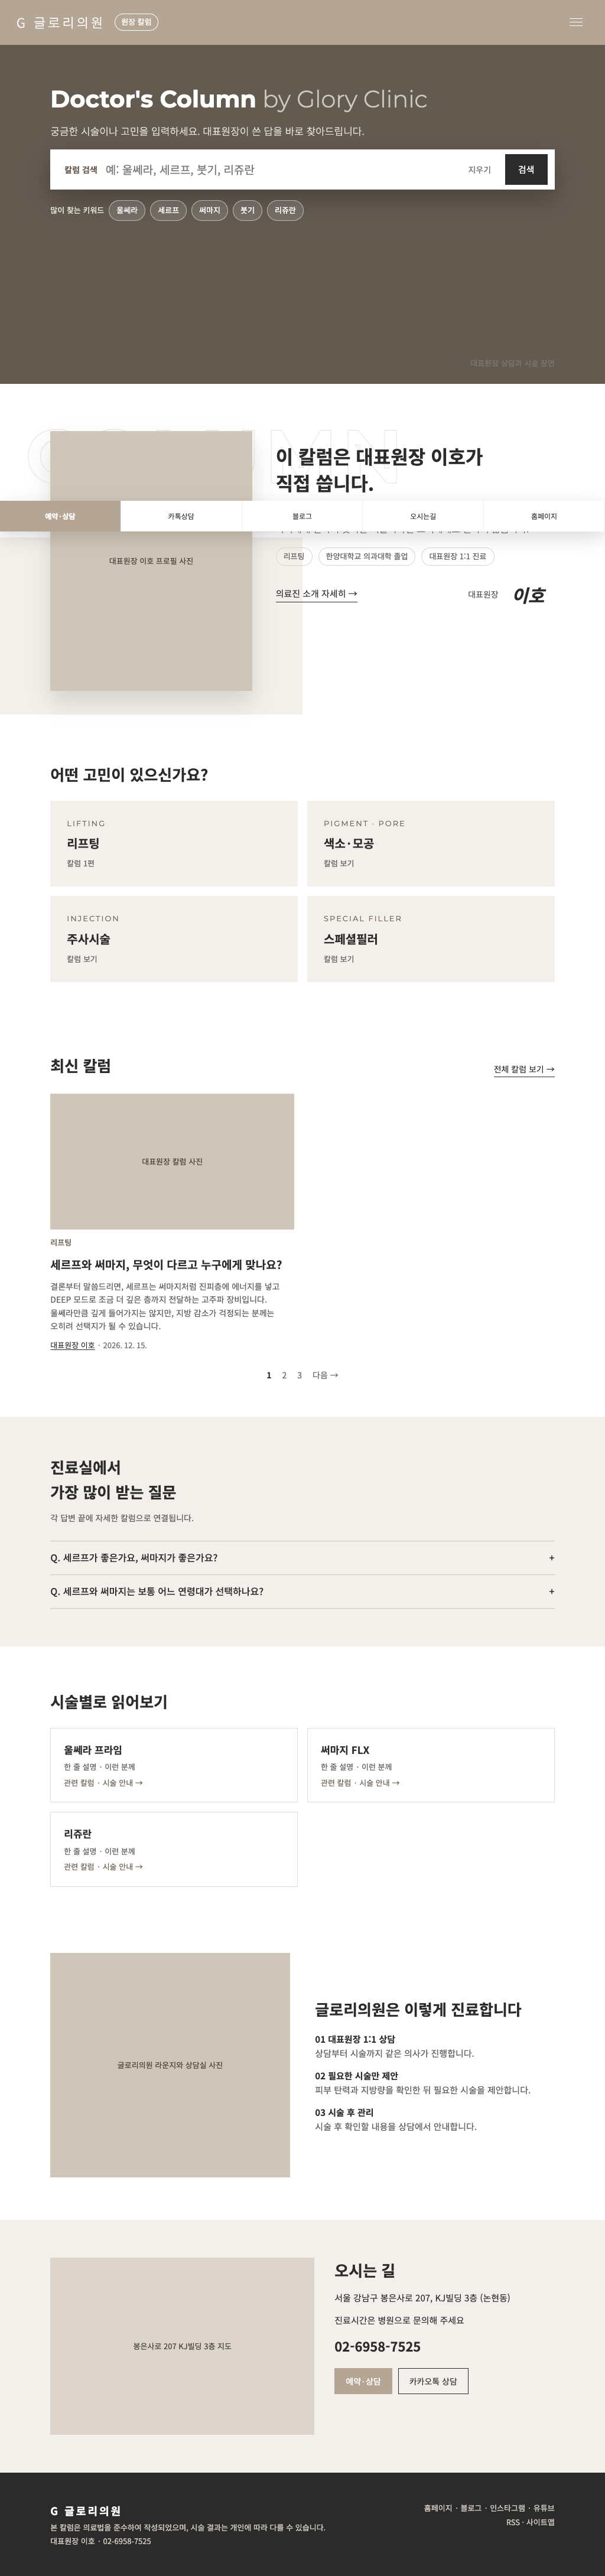 G 글로리의원
원장 칼럼
Doctor's Column by Glory Clinic
궁금한 시술이나 고민을 입력하세요. 대표원장이 쓴 답을 바로 찾아드립니다.
칼럼 검색 예: 울쎄라, 세르프, 붓기, 리쥬란 지우기 검색
많이 찾는 키워드 울쎄라 세르프 써마지 붓기 리쥬란
대표원장 상담과 시술 장면
이 칼럼은 대표원장 이호가
직접 씁니다.
예약·상담 카톡상담 블로그 오시는길 홈페이지
대표원장 이호 프로필 사진
리프팅 한양대학교 의과대학 졸업 대표원장 1:1 진료
의료진 소개 자세히 →
대표원장 이호
어떤 고민이 있으신가요?
LIFTING
리프팅
칼럼 1편
PIGMENT · PORE
색소·모공
칼럼 보기
INJECTION
주사시술
칼럼 보기
SPECIAL FILLER
스페셜필러
칼럼 보기
최신 칼럼
전체 칼럼 보기 →
대표원장 칼럼 사진
리프팅
세르프와 써마지, 무엇이 다르고 누구에게 맞나요?
결론부터 말씀드리면, 세르프는 써마지처럼 진피층에 에너지를 넣고
DEEP 모드로 조금 더 깊은 층까지 전달하는 고주파 장비입니다.
울쎄라만큼 깊게 들어가지는 않지만, 지방 감소가 걱정되는 분께는
오히려 선택지가 될 수 있습니다.
대표원장 이호 · 2026. 12. 15.
1 2 3 다음 →
진료실에서
가장 많이 받는 질문
각 답변 끝에 자세한 칼럼으로 연결됩니다.
Q. 세르프가 좋은가요, 써마지가 좋은가요? +
Q. 세르프와 써마지는 보통 어느 연령대가 선택하나요? +
시술별로 읽어보기
울쎄라 프라임
한 줄 설명 · 이런 분께
관련 칼럼 · 시술 안내 →
써마지 FLX
한 줄 설명 · 이런 분께
관련 칼럼 · 시술 안내 →
리쥬란
한 줄 설명 · 이런 분께
관련 칼럼 · 시술 안내 →
글로리의원 라운지와 상담실 사진
글로리의원은 이렇게 진료합니다
01 대표원장 1:1 상담
상담부터 시술까지 같은 의사가 진행합니다.
02 필요한 시술만 제안
피부 탄력과 지방량을 확인한 뒤 필요한 시술을 제안합니다.
03 시술 후 관리
시술 후 확인할 내용을 상담에서 안내합니다.
봉은사로 207 KJ빌딩 3층 지도
오시는 길
서울 강남구 봉은사로 207, KJ빌딩 3층 (논현동)
진료시간은 병원으로 문의해 주세요
02-6958-7525
예약·상담 카카오톡 상담
G 글로리의원
본 칼럼은 의료법을 준수하여 작성되었으며, 시술 결과는 개인에 따라 다를 수 있습니다.
대표원장 이호 · 02-6958-7525
홈페이지 · 블로그 · 인스타그램 · 유튜브
RSS · 사이트맵